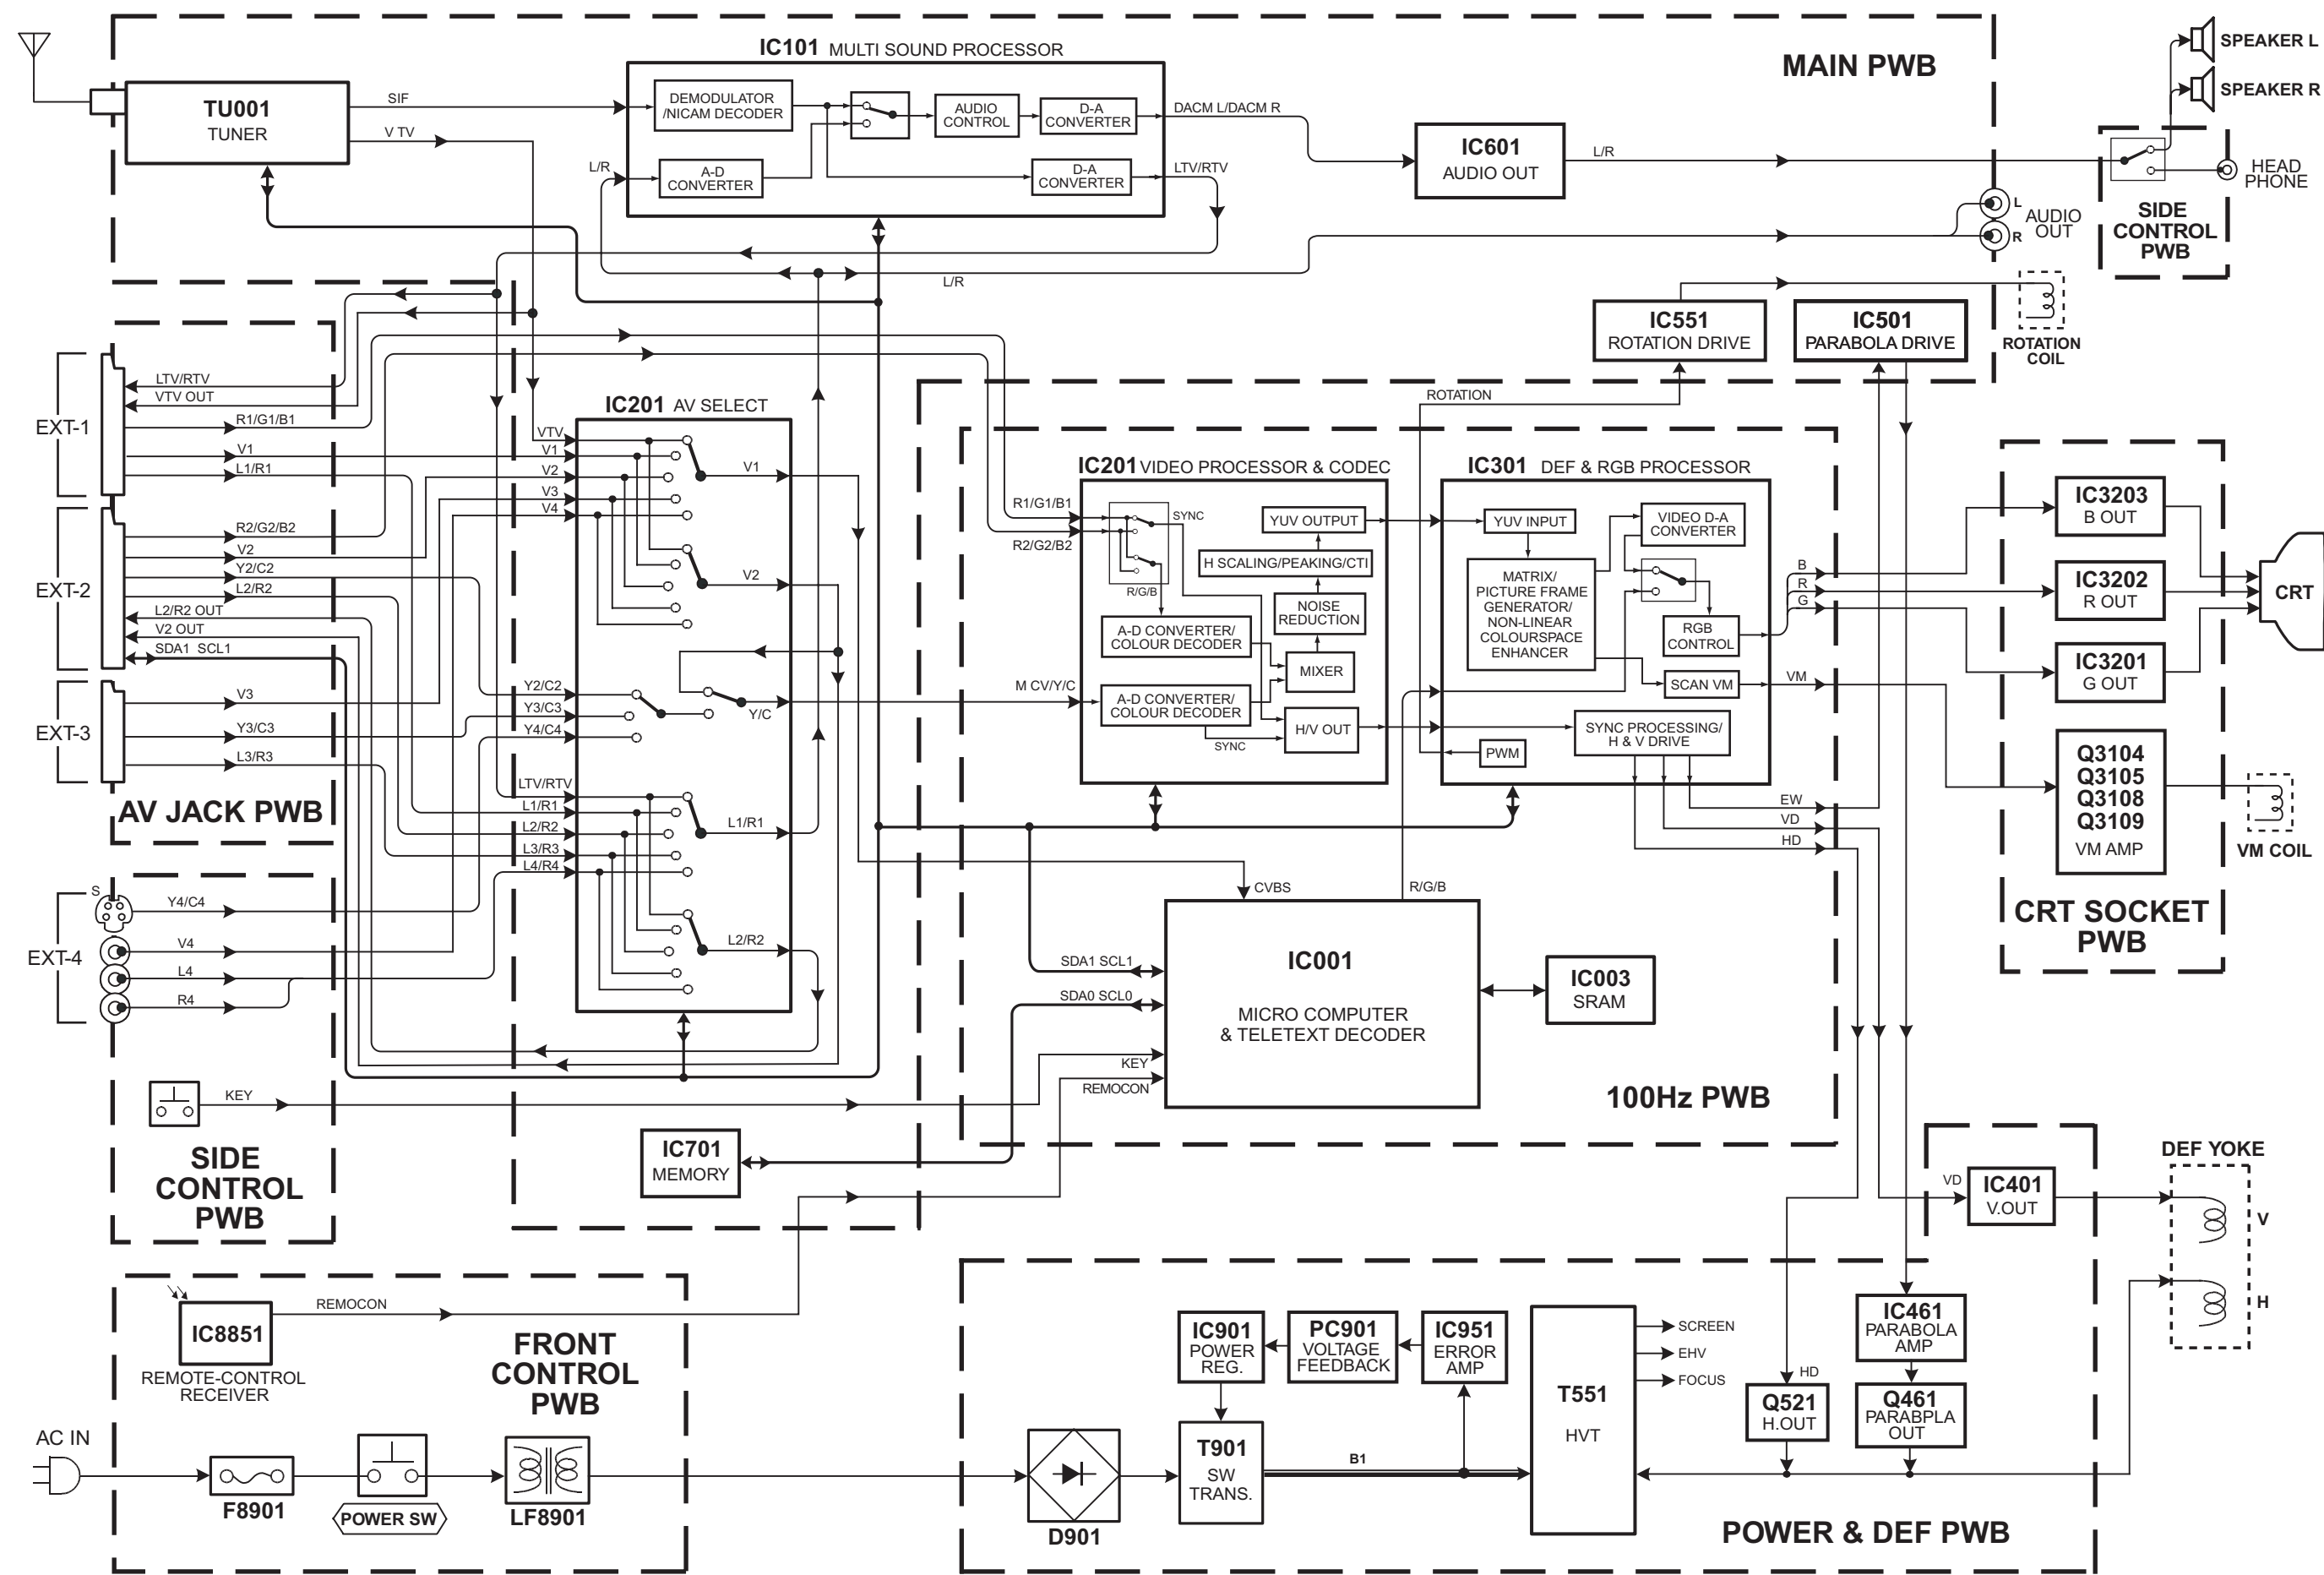 IC101 MULTI SOUND PROCESSOR
MAIN PWB
SPEAKER L
SPEAKER R
TU001
TUNER
SIF
V TV
DEMODULATOR
/NICAM DECODER
AUDIO
CONTROL
D-A
CONVERTER
DACM L/DACM R
L/R
A-D
CONVERTER
D-A
CONVERTER
LTV/RTV
IC601
AUDIO OUT
L/R
HEAD
PHONE
SIDE
CONTROL
PWB
L
R
AUDIO
OUT
L/R
IC551
ROTATION DRIVE
IC501
PARABOLA DRIVE
ROTATION
COIL
ROTATION
EXT-1
LTV/RTV
VTV OUT
R1/G1/B1
V1
L1/R1
EXT-2
R2/G2/B2
V2
Y2/C2
L2/R2
L2/R2 OUT
V2 OUT
SDA1 SCL1
EXT-3
V3
Y3/C3
L3/R3
AV JACK PWB
IC201 AV SELECT
VTV
V1
V2
V3
V4
V1
V2
Y2/C2
Y3/C3
Y4/C4
Y/C
LTV/RTV
L1/R1
L2/R2
L3/R3
L4/R4
L1/R1
L2/R2
IC201 VIDEO PROCESSOR & CODEC
R1/G1/B1
R2/G2/B2
SYNC
R/G/B
YUV OUTPUT
H SCALING/PEAKING/CTI
NOISE
REDUCTION
A-D CONVERTER/
COLOUR DECODER
MIXER
M CV/Y/C
A-D CONVERTER/
COLOUR DECODER
SYNC
H/V OUT
IC301 DEF & RGB PROCESSOR
YUV INPUT
VIDEO D-A
CONVERTER
MATRIX/
PICTURE FRAME
GENERATOR/
NON-LINEAR
COLOURSPACE
ENHANCER
RGB
CONTROL
SCAN VM
SYNC PROCESSING/
H & V DRIVE
PWM
B
R
G
VM
EW
VD
HD
IC3203
B OUT
IC3202
R OUT
IC3201
G OUT
CRT
Q3104
Q3105
Q3108
Q3109
VM AMP
VM COIL
CRT SOCKET
PWB
S
EXT-4
Y4/C4
V4
L4
R4
KEY
SIDE
CONTROL
PWB
CVBS
R/G/B
IC001
MICRO COMPUTER
& TELETEXT DECODER
SDA1 SCL1
SDA0 SCL0
KEY
REMOCON
IC003
SRAM
100Hz PWB
IC701
MEMORY
DEF YOKE
V
H
VD
IC401
V.OUT
IC8851
REMOTE-CONTROL
RECEIVER
REMOCON
FRONT
CONTROL
PWB
AC IN
F8901
POWER SW
LF8901
D901
IC901
POWER
REG.
PC901
VOLTAGE
FEEDBACK
IC951
ERROR
AMP
T901
SW
TRANS.
B1
T551
HVT
SCREEN
EHV
FOCUS
HD
Q521
H.OUT
IC461
PARABOLA
AMP
Q461
PARABPLA
OUT
POWER & DEF PWB